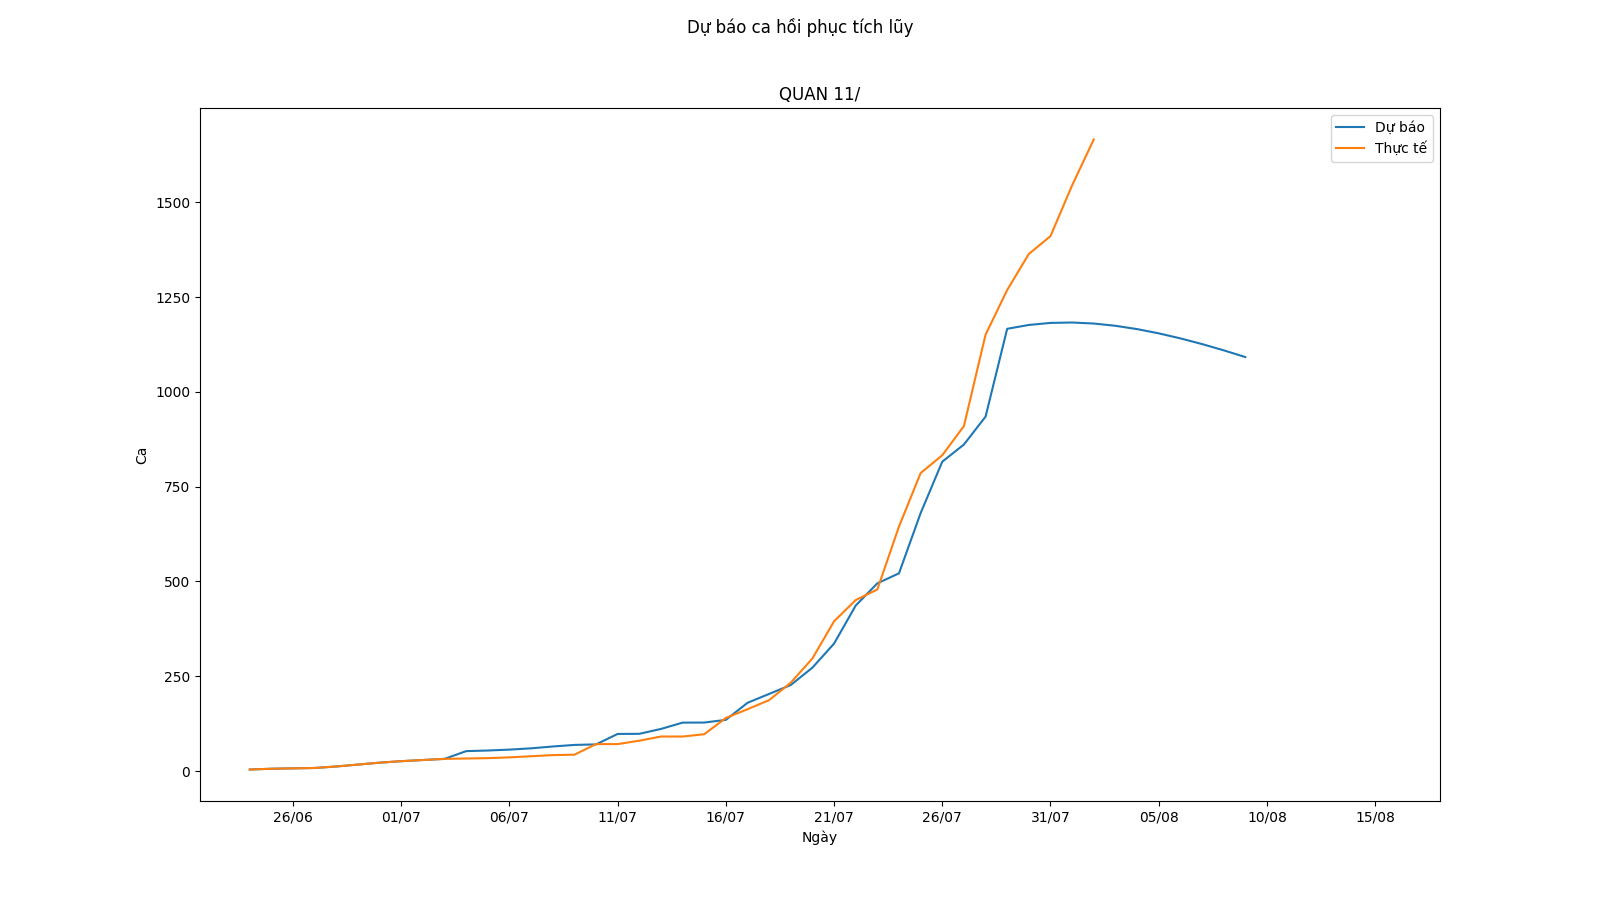 Dự báo ca hồi phục tích lũy
QUAN 11/
Dự báo
Thực tế
1500
1250
1000
750
500
250
0
Ca
26/06 01/07 06/07 11/07 16/07 21/07 26/07 31/07 05/08 10/08 15/08
Ngày